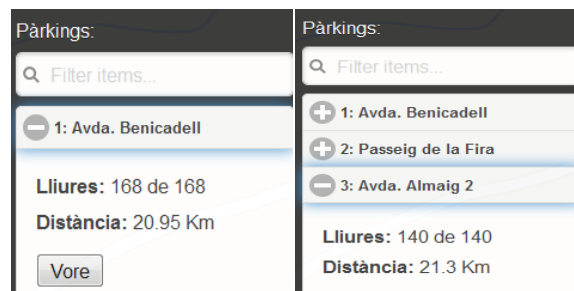 Pàrkings:
Filter items...
1: Avda. Benicadell
Lliures: 168 de 168
Distància: 20.95 Km
Vore
Pàrkings:
Filter items...
1: Avda. Benicadell
2: Passeig de la Fira
3: Avda. Almaig 2
Lliures: 140 de 140
Distància: 21.3 Km